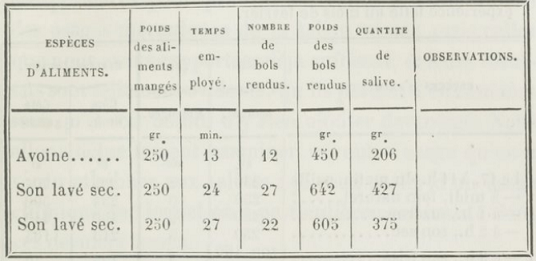 ESPÈCES D'ALIMENTS. | POIDS des aliments mangés | TEMPS employé. | NOMBRE de bols rendus. | POIDS des bols rendus | QUANTITÉ de salive. | OBSERVATIONS.
gr. min. gr. gr.
Avoine...... 250 13 12 450 206
Son lavé sec. 250 24 27 642 427
Son lavé sec. 250 27 22 605 375